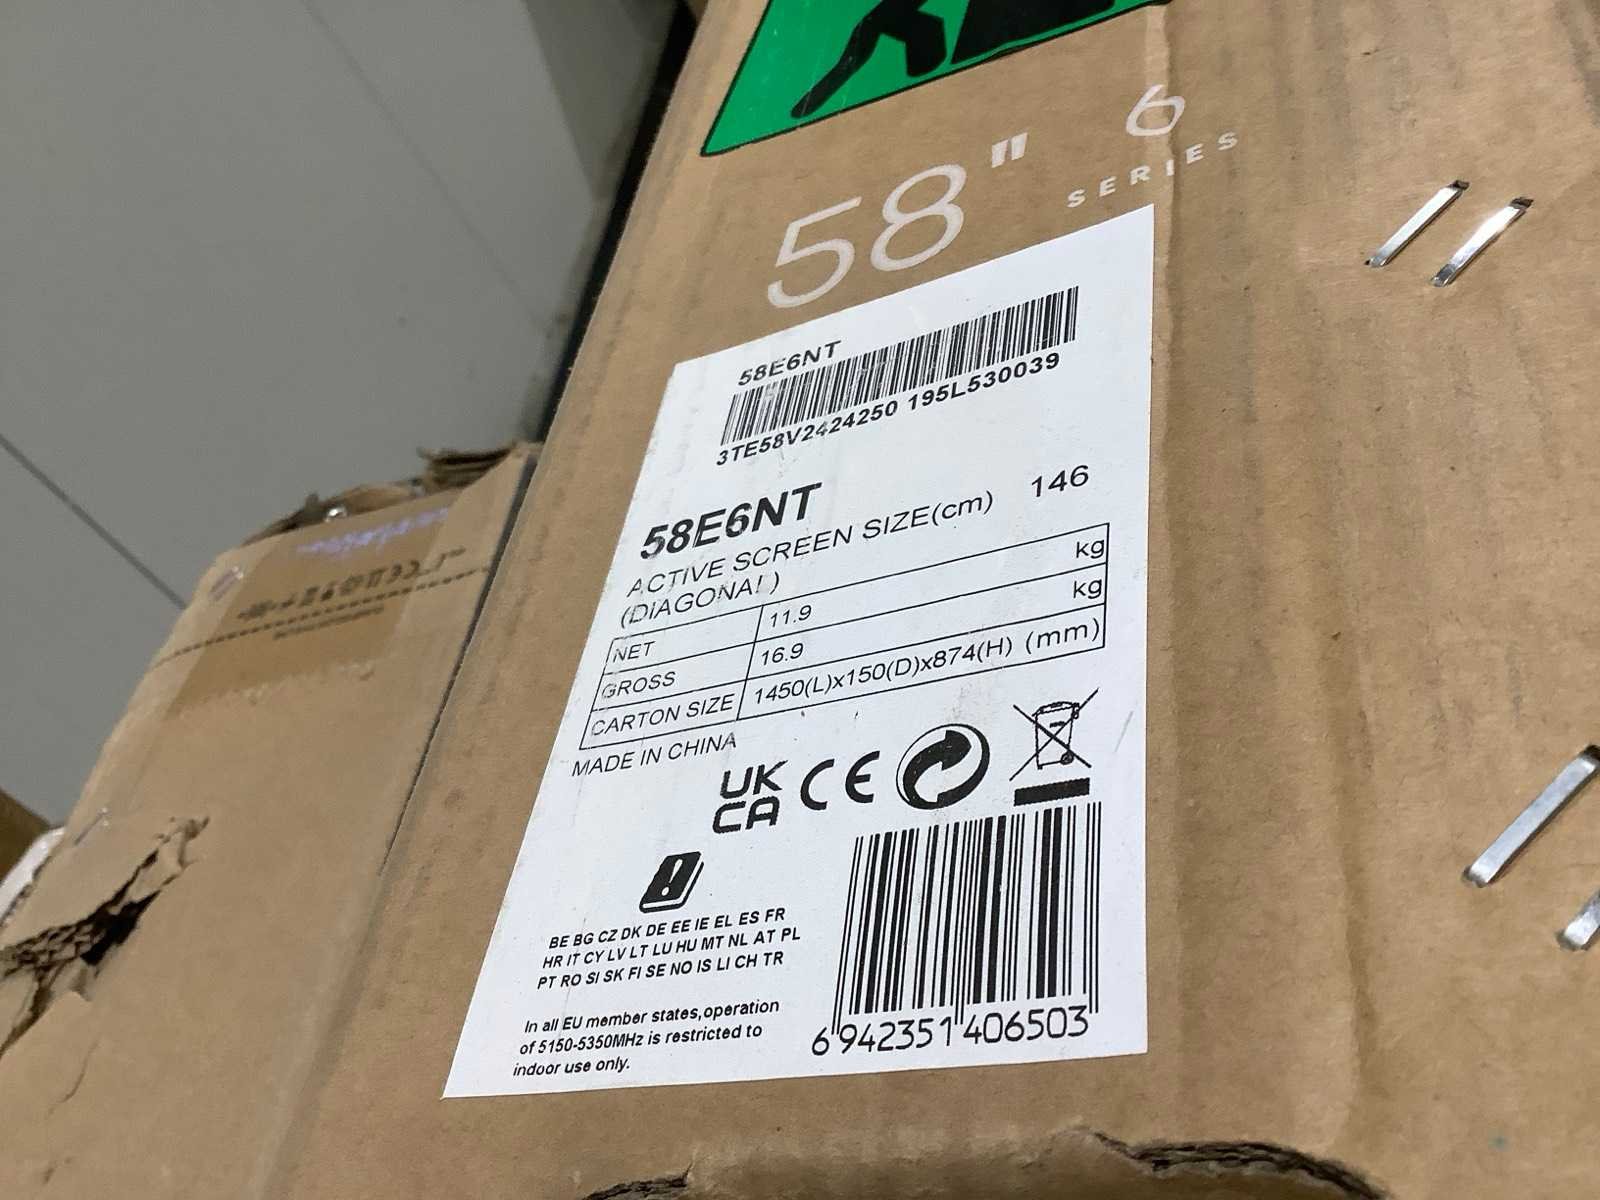 58" 6
SERIES
58E6NT
3TE58V2424250 195L530039
58E6NT
ACTIVE SCREEN SIZE(cm) 146
(DIAGONAL)
NET 11.9 kg
GROSS 16.9 kg
CARTON SIZE 1450(L)x150(D)x874(H) (mm)
MADE IN CHINA
UK
CA CE
BE BG CZ DK DE EE IE EL ES FR
HR IT CY LV LT LU HU MT NL AT PL
PT RO SI SK FI SE NO IS LI CH TR
In all EU member states,operation
of 5150-5350MHz is restricted to
indoor use only.
6 942351 406503